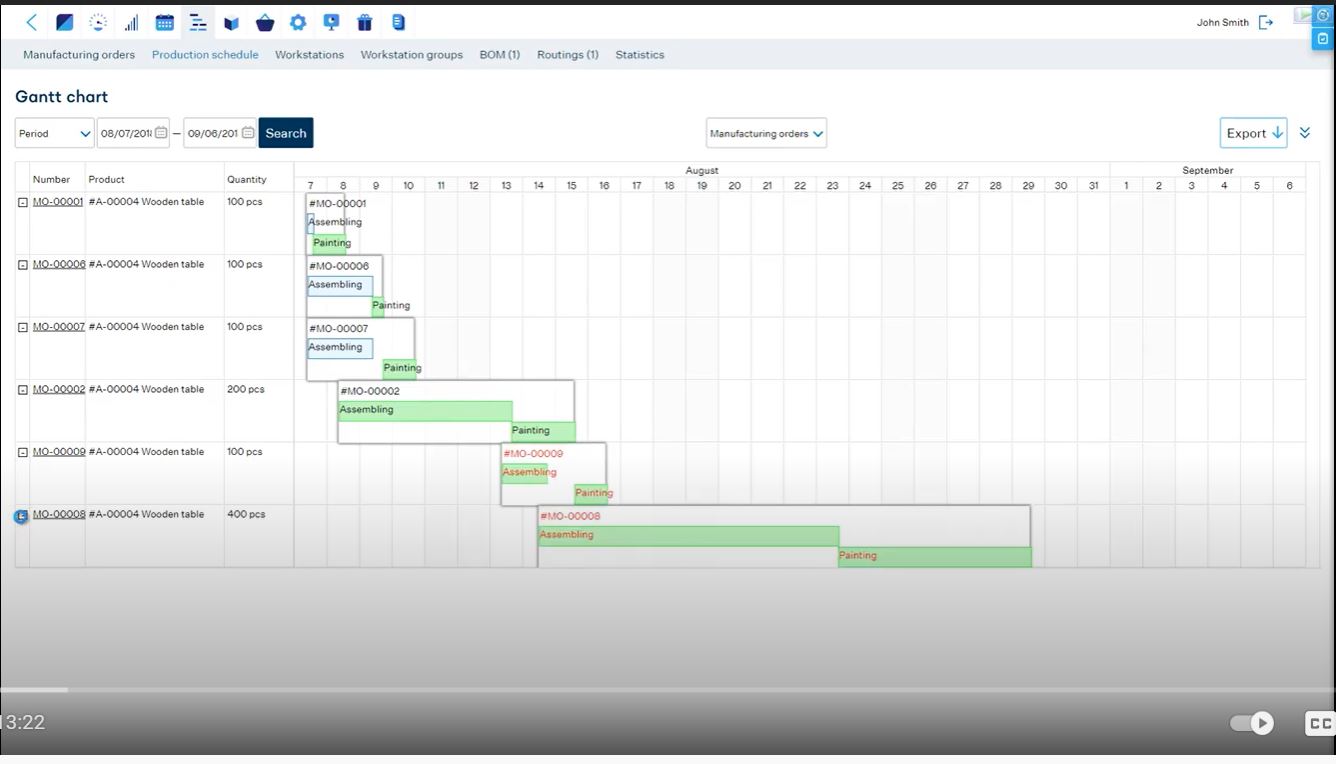 John Smith
Manufacturing orders Production schedule Workstations Workstation groups BOM (1) Routings (1) Statistics
Gantt chart
Period 08/07/201 – 09/06/201 Search Manufacturing orders Export
Number Product Quantity August September
7 8 9 10 11 12 13 14 15 16 17 18 19 20 21 22 23 24 25 26 27 28 29 30 31 1 2 3 4 5 6
MO-00001 #A-00004 Wooden table 100 pcs #MO-00001
Assembling
Painting
MO-00006 #A-00004 Wooden table 100 pcs #MO-00006
Assembling
Painting
MO-00007 #A-00004 Wooden table 100 pcs #MO-00007
Assembling
Painting
MO-00002 #A-00004 Wooden table 200 pcs #MO-00002
Assembling
Painting
MO-00009 #A-00004 Wooden table 100 pcs #MO-00009
Assembling
Painting
MO-00008 #A-00004 Wooden table 400 pcs #MO-00008
Assembling
Painting
13:22
CC